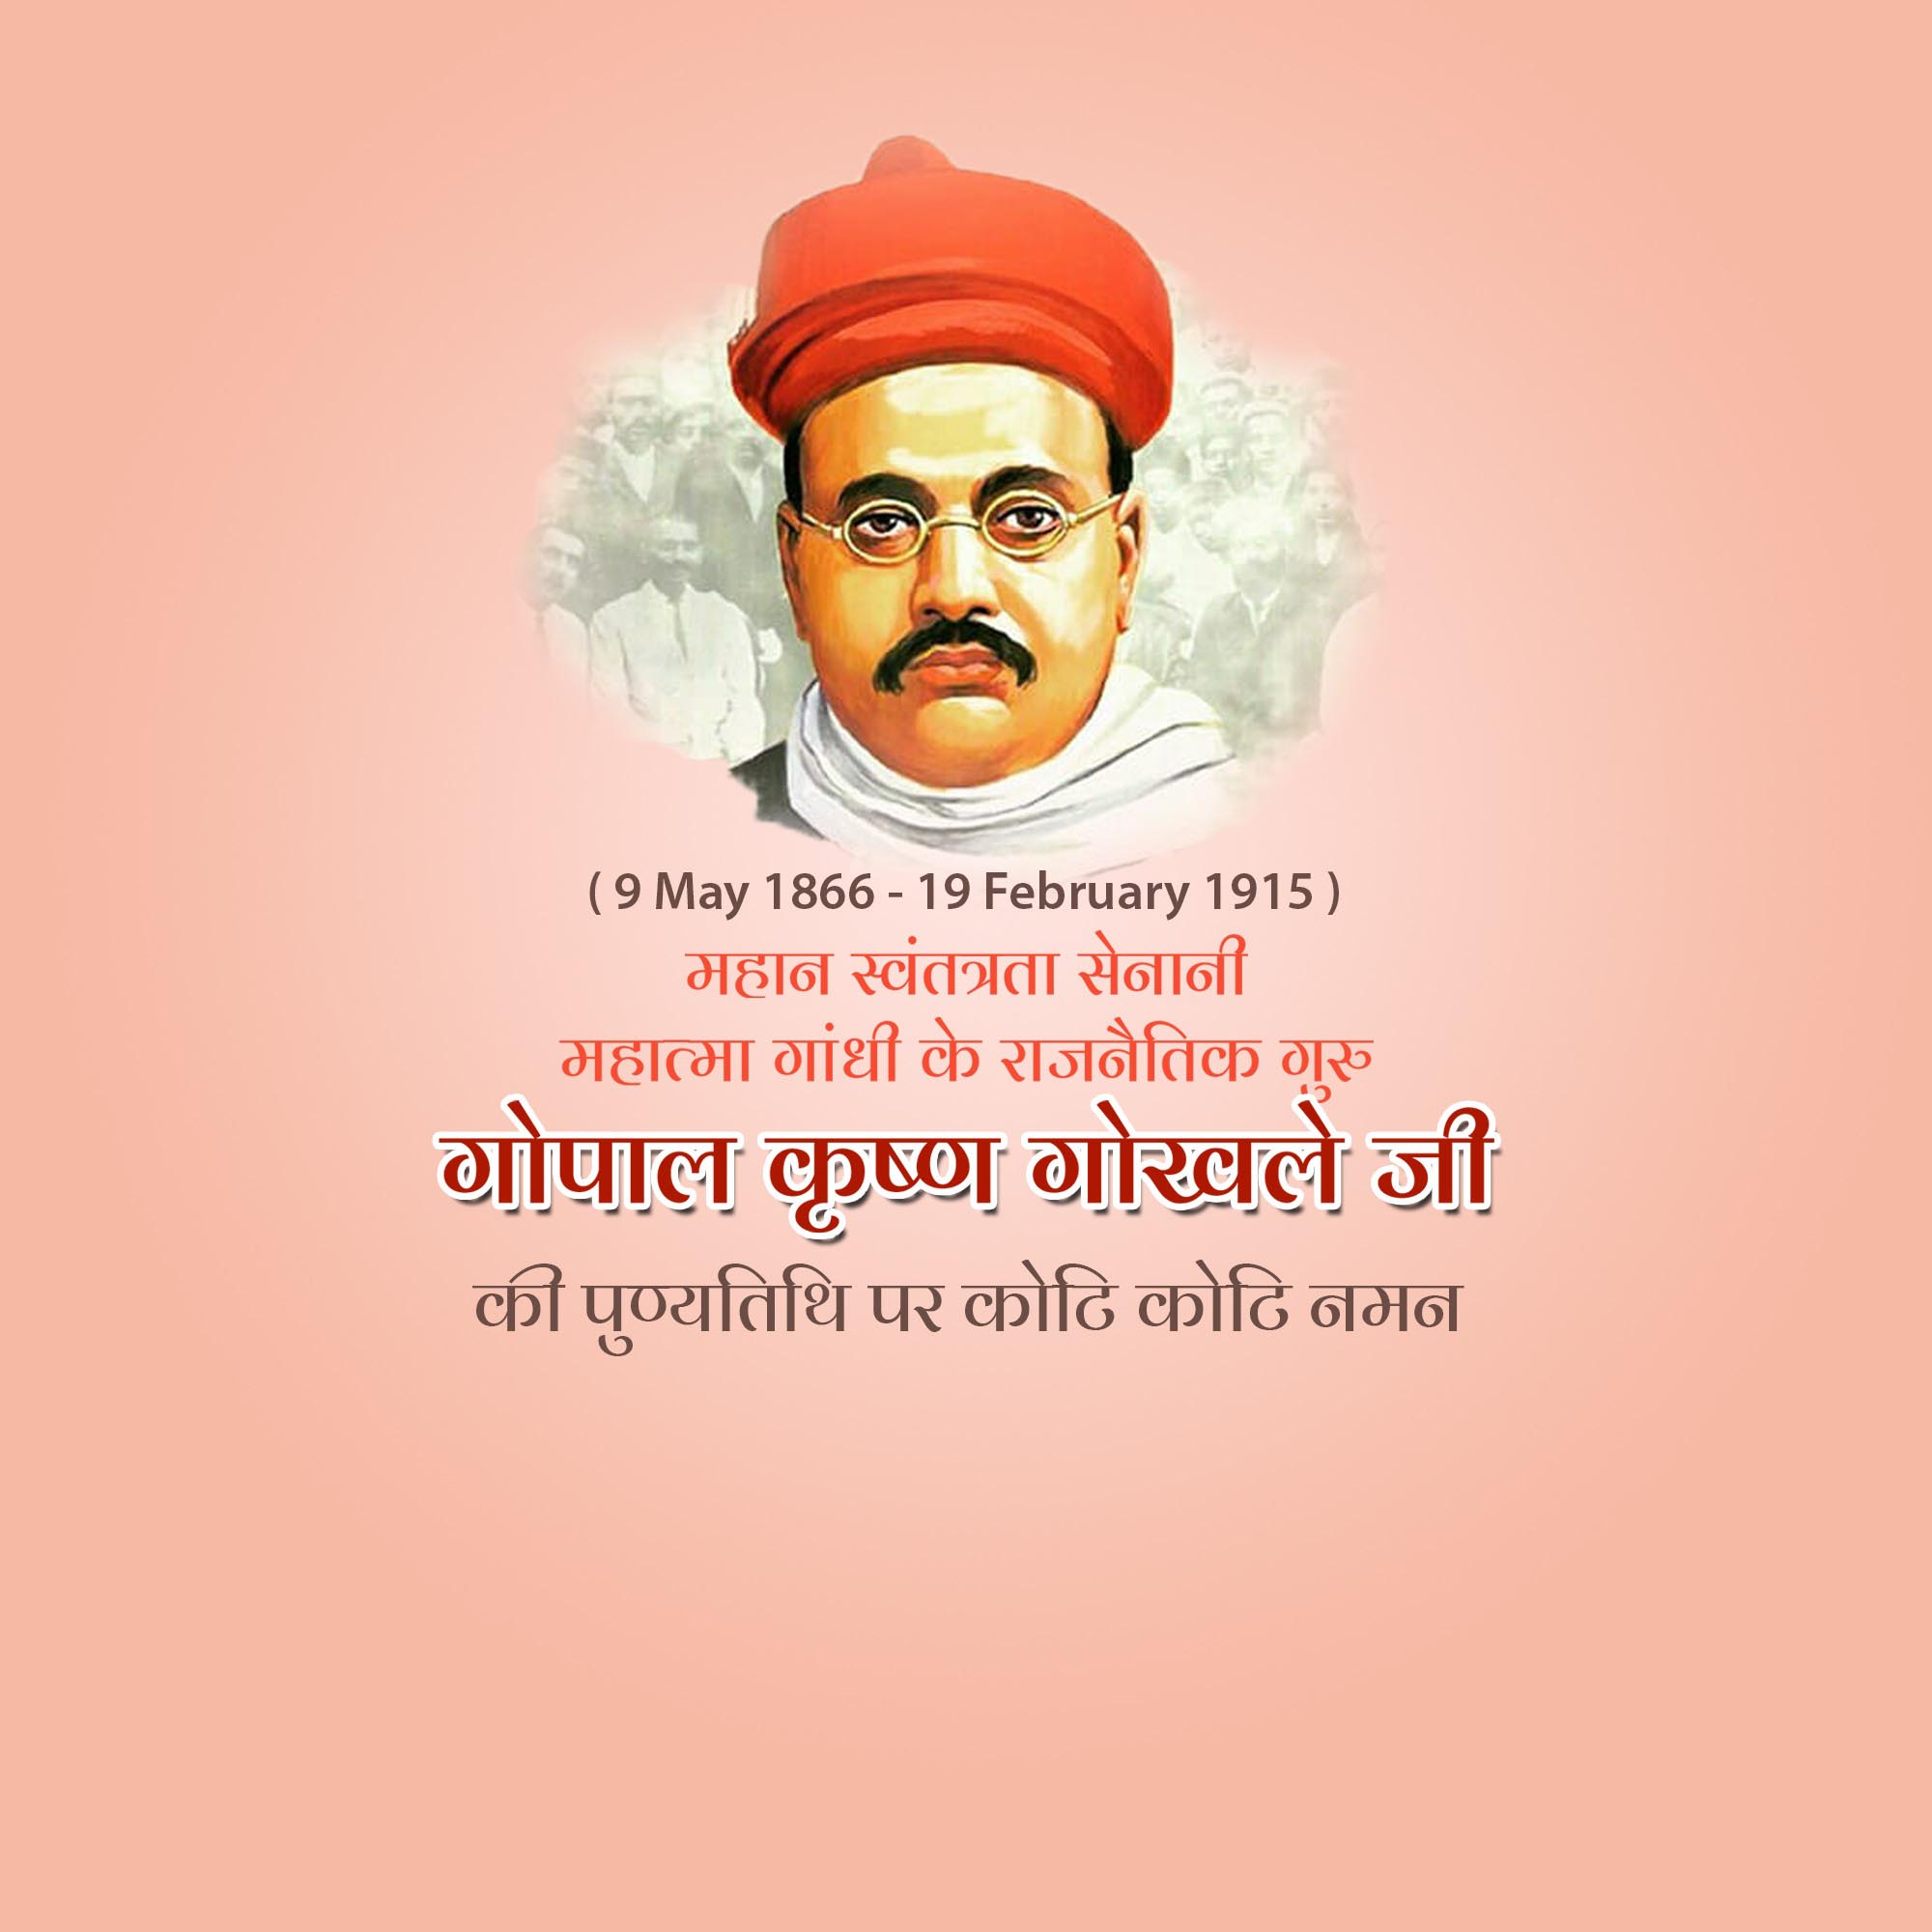 ( 9 May 1866 - 19 February 1915 )
महान स्वंतत्रता सेनानी
महात्मा गांधी के राजनैतिक गुरु
गोपाल कृष्ण गोखले जी
की पुण्यतिथि पर कोटि कोटि नमन